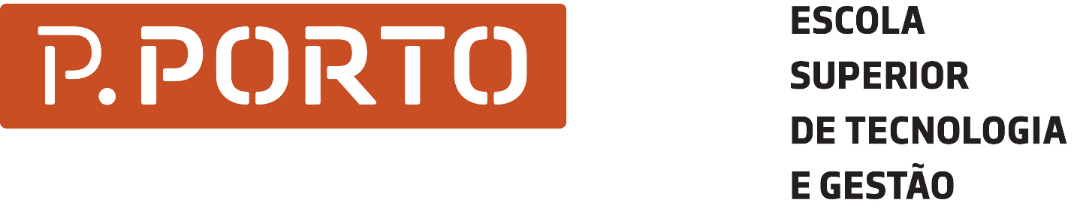 P.PORTO
ESCOLA
SUPERIOR
DE TECNOLOGIA
E GESTÃO